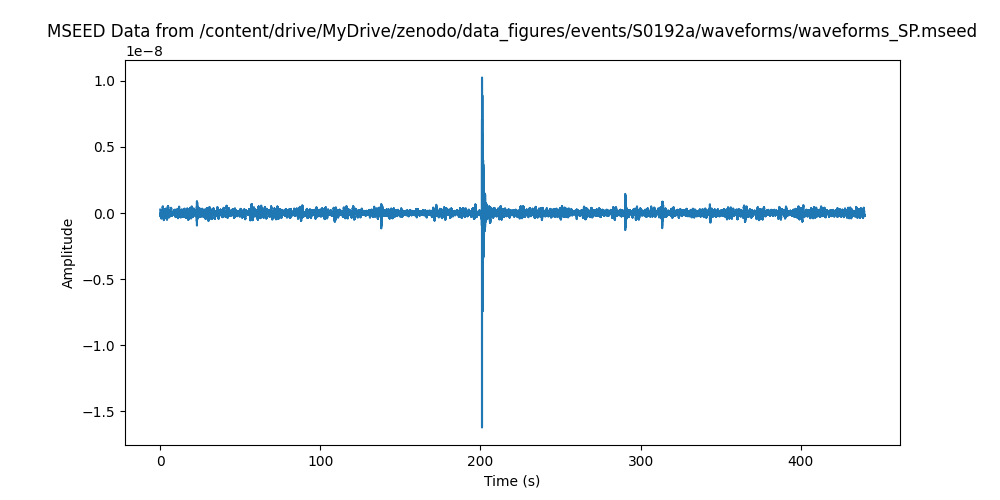 MSEED Data from /content/drive/MyDrive/zenodo/data_figures/events/S0192a/waveforms/waveforms_SP.mseed
1e−8
1.0
0.5
0.0
−0.5
−1.0
−1.5
Amplitude
0 100 200 300 400
Time (s)